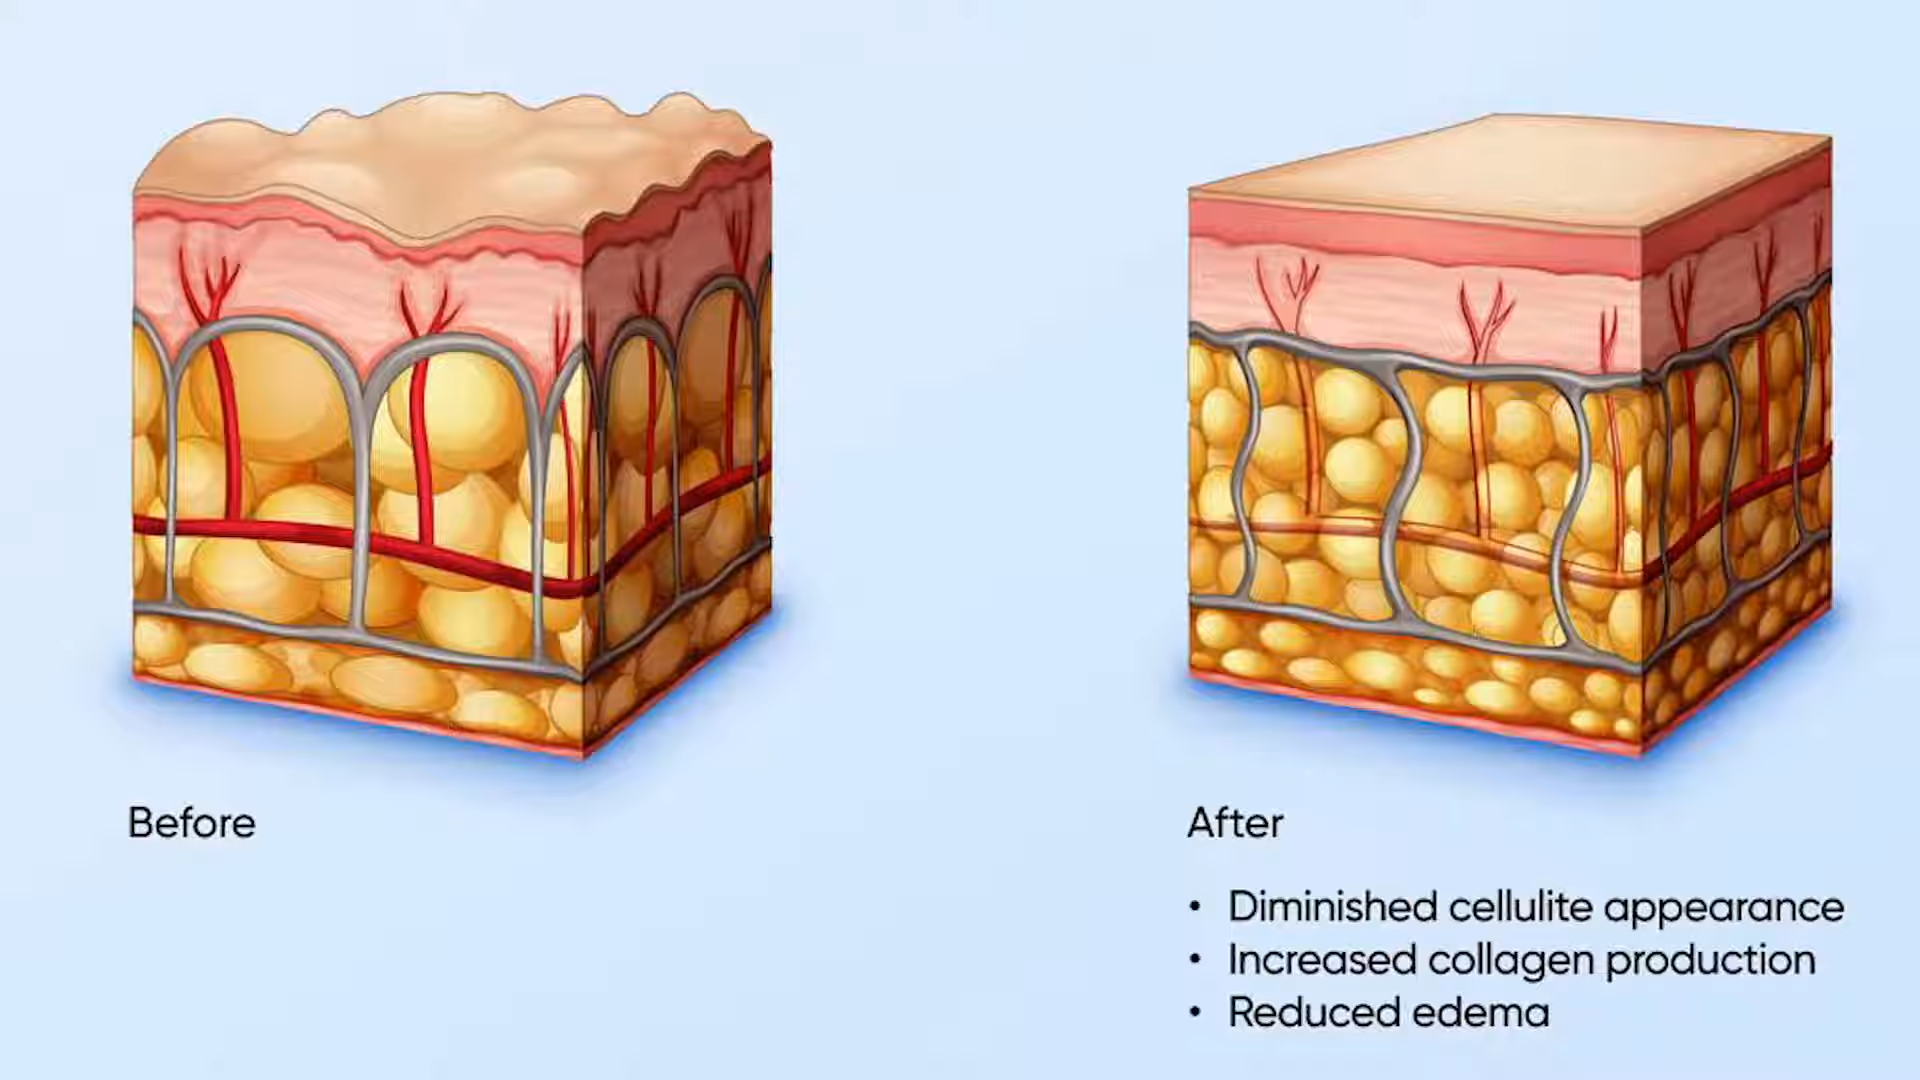 Before
After
• Diminished cellulite appearance
• Increased collagen production
• Reduced edema